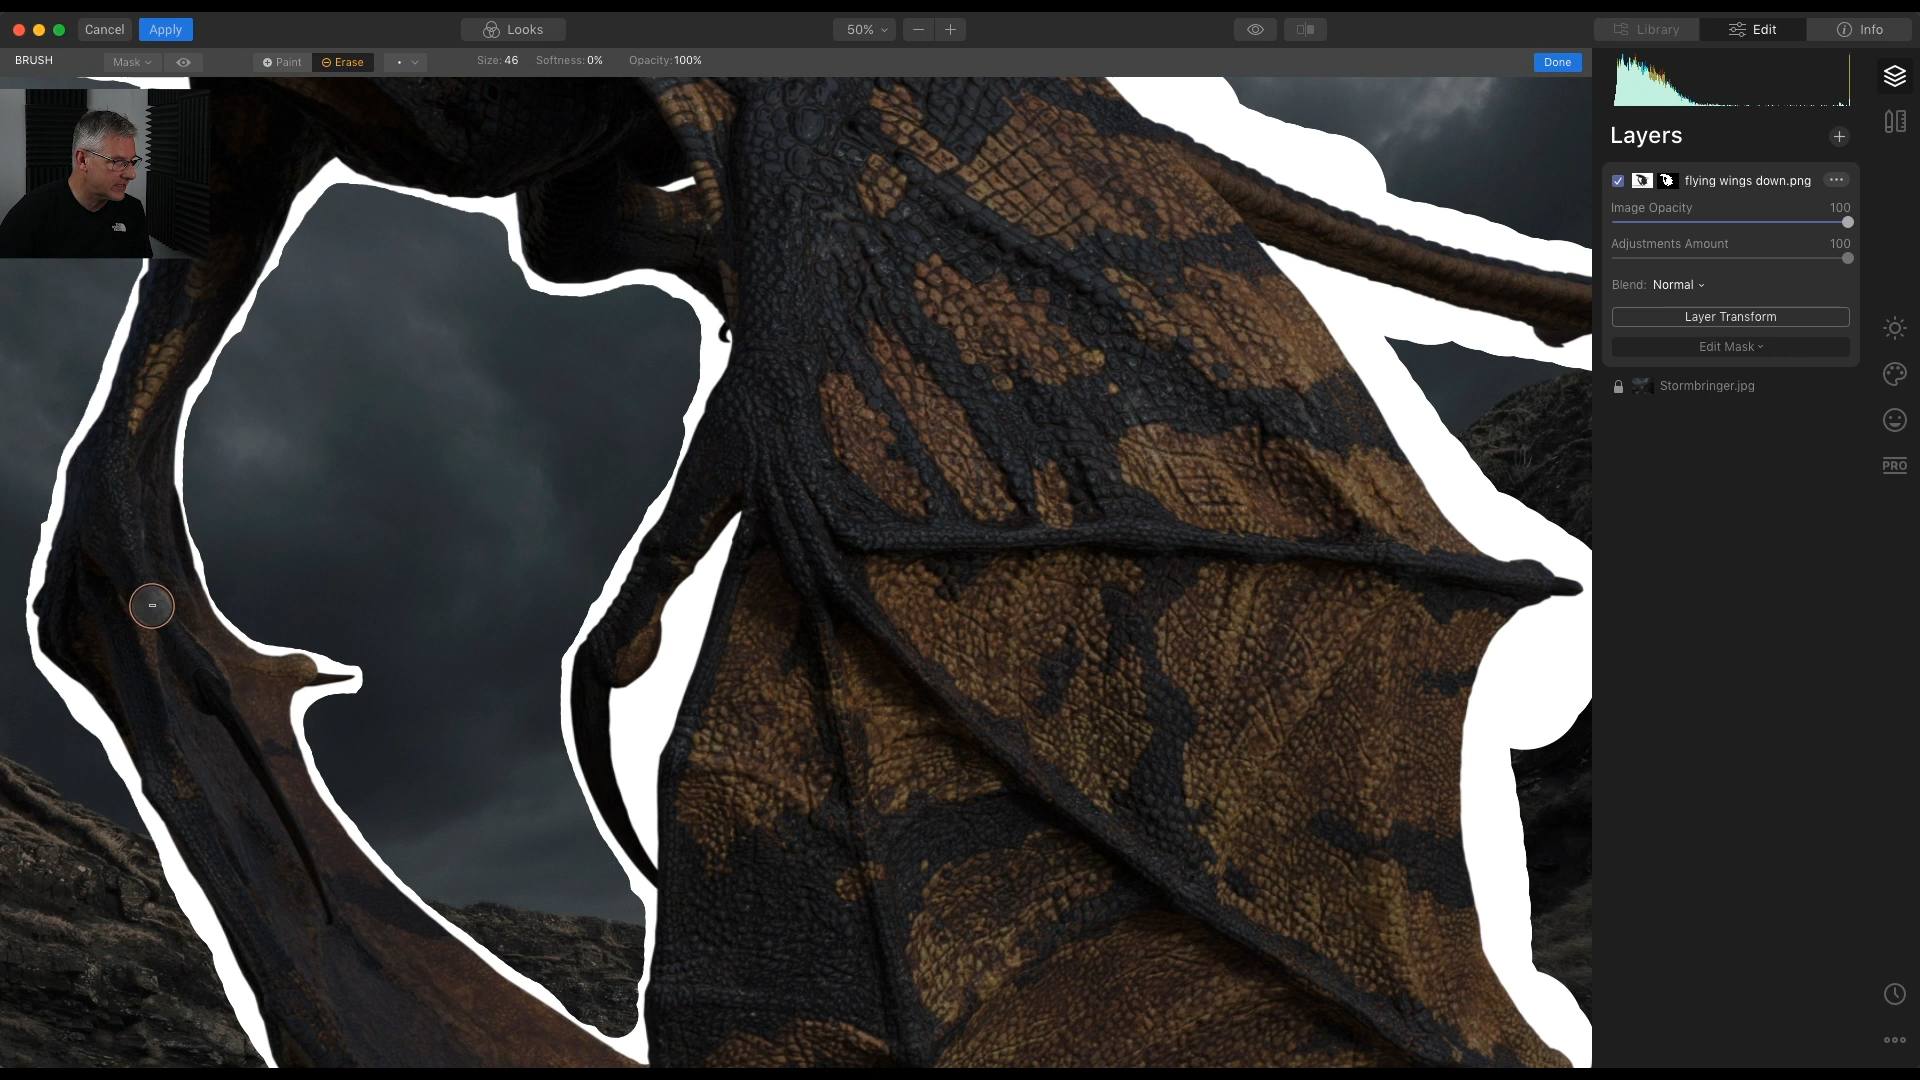 Cancel Apply Looks 50% Library Edit Info
BRUSH Mask Paint Erase Size: 46 Softness: 0% Opacity: 100% Done
Layers
flying wings down.png
Image Opacity 100
Adjustments Amount 100
Blend: Normal
Layer Transform
Edit Mask
Stormbringer.jpg
PRO